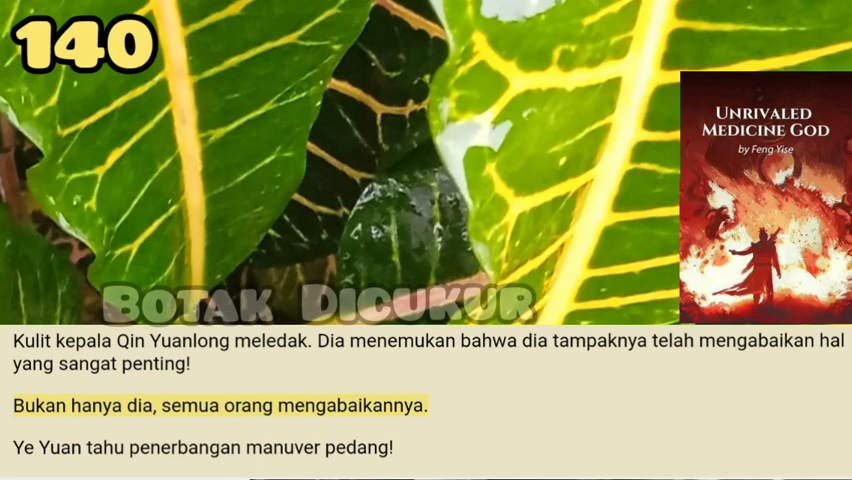 140
UNRIVALED
MEDICINE GOD
by Feng Yise
BOTAK DICUKUR
Kulit kepala Qin Yuanlong meledak. Dia menemukan bahwa dia tampaknya telah mengabaikan hal
yang sangat penting!
Bukan hanya dia, semua orang mengabaikannya.
Ye Yuan tahu penerbangan manuver pedang!